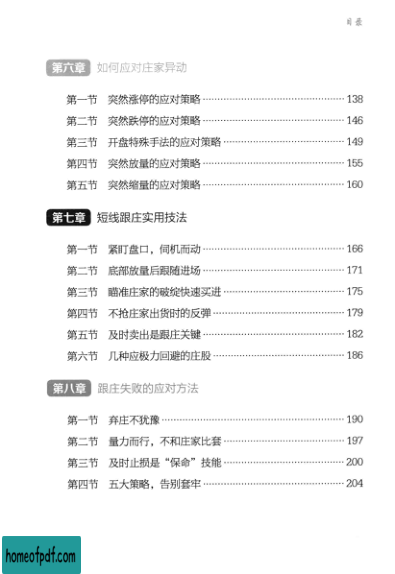 目录
第六章 如何应对庄家异动
第一节 突然涨停的应对策略 138
第二节 突然跌停的应对策略 146
第三节 开盘特殊手法的应对策略 149
第四节 突然放量的应对策略 155
第五节 突然缩量的应对策略 160
第七章 短线跟庄实用技法
第一节 紧盯盘口，伺机而动 166
第二节 底部放量后跟随进场 171
第三节 瞄准庄家的破绽快速买进 175
第四节 不抢庄家出货时的反弹 179
第五节 及时卖出是跟庄关键 182
第六节 几种应极力回避的庄股 186
第八章 跟庄失败的应对方法
第一节 弃庄不犹豫 190
第二节 量力而行，不和庄家比套 197
第三节 及时止损是“保命”技能 200
第四节 五大策略，告别套牢 204
homeofpdf.com